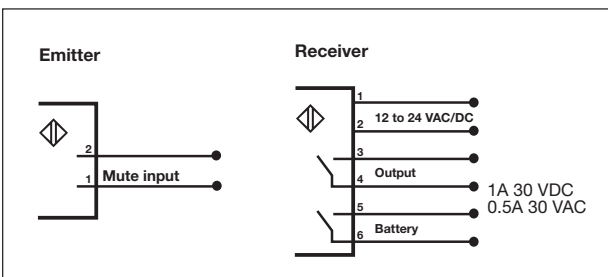 Emitter
2
1 Mute input
Receiver
1
12 to 24 VAC/DC
2
3
Output
4
1A 30 VDC
0.5A 30 VAC
5
Battery
6